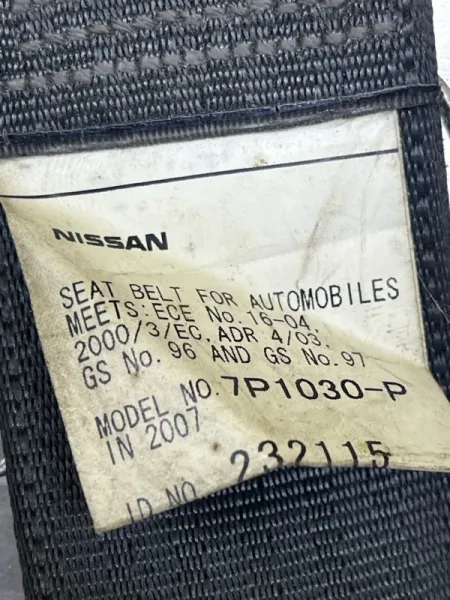 NISSAN
SEAT BELT FOR AUTOMOBILES
MEETS:ECE No.16-04.
2000/3/EC.ADR 4/03.
GS No.96 AND GS No.97
MODEL NO.7P1030-P
IN 2007
ID NO. 232115